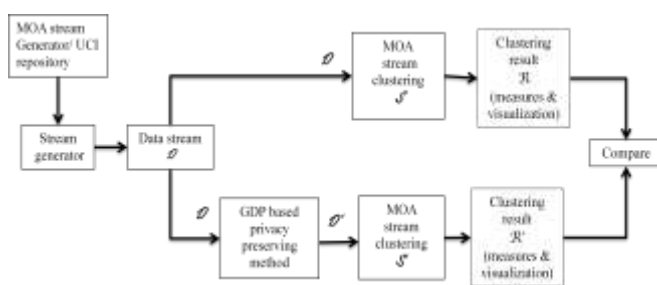 MOA stream
Generator/ UCI
repository
Stream
generator
Data stream
𝒟
𝒟
MOA
stream
clustering
𝒮
Clustering
result
ℛ
(measures &
visualization)
Compare
𝒟
GDP based
privacy
preserving
method
𝒟'
MOA
stream
clustering
𝒮
Clustering
result
ℛ'
(measures &
visualization)